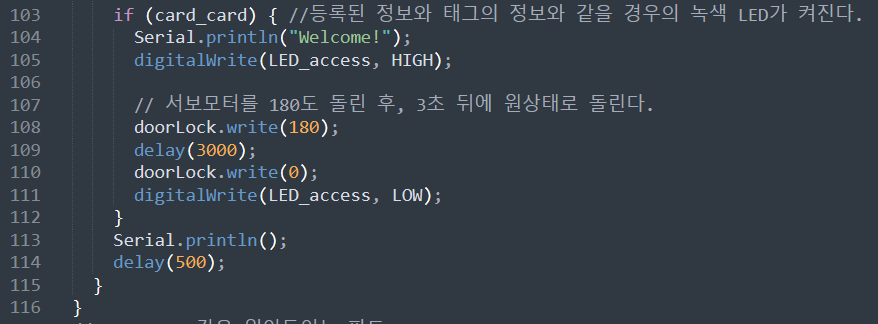 103 if (card_card) { //등록된 정보와 태그의 정보와 같을 경우의 녹색 LED가 켜진다.
104 Serial.println("Welcome!");
105 digitalWrite(LED_access, HIGH);
106
107 // 서보모터를 180도 돌린 후, 3초 뒤에 원상태로 돌린다.
108 doorLock.write(180);
109 delay(3000);
110 doorLock.write(0);
111 digitalWrite(LED_access, LOW);
112 }
113 Serial.println();
114 delay(500);
115 }
116 }